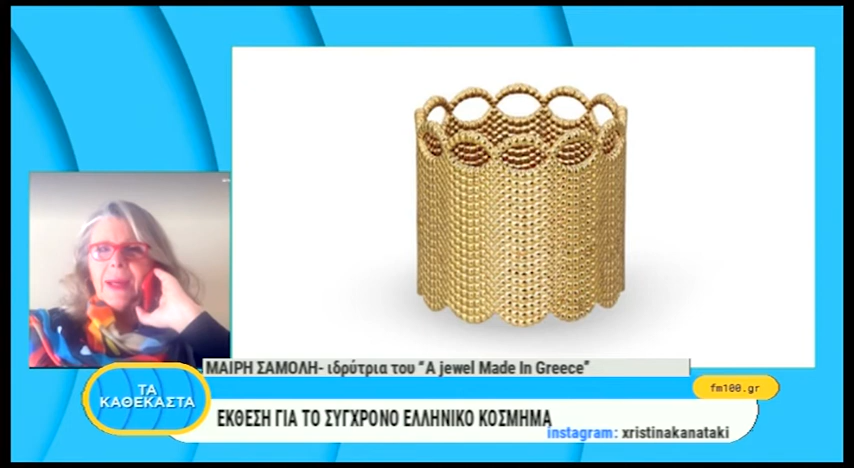 ΜΑΙΡΗ ΣΑΜΟΛΗ- ιδρύτρια του “A jewel Made In Greece”
fm100.gr
ΤΑ
ΚΑΘΕΚΑΣΤΑ
ΕΚΘΕΣΗ ΓΙΑ ΤΟ ΣΥΓΧΡΟΝΟ ΕΛΛΗΝΙΚΟ ΚΟΣΜΗΜΑ
instagram: xristinakanataki